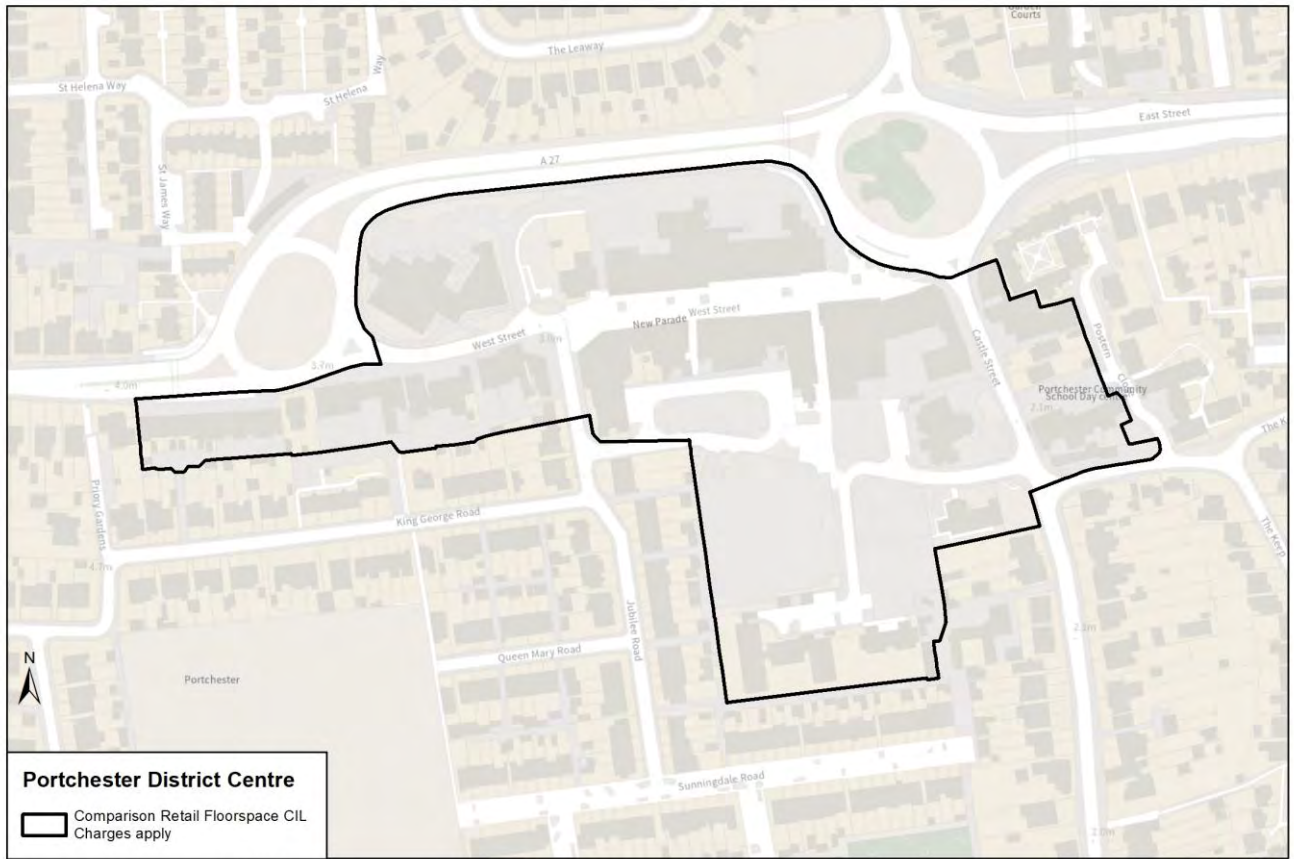 Courts
The Leaway
St Helena Way
St Helena
Way
East Street
A 27
St James Way
New Parade
West Street
West Street
3.8m
3.7m
4.0m
Castle Street
Postern
Portchester Community
School Day
2.1m
Priory Gardens
King George Road
4.7m
The Keep
Jubilee Road
2.1m
Queen Mary Road
N
Portchester
Sunningdale Road
2.0m
Portchester District Centre
Comparison Retail Floorspace CIL
Charges apply